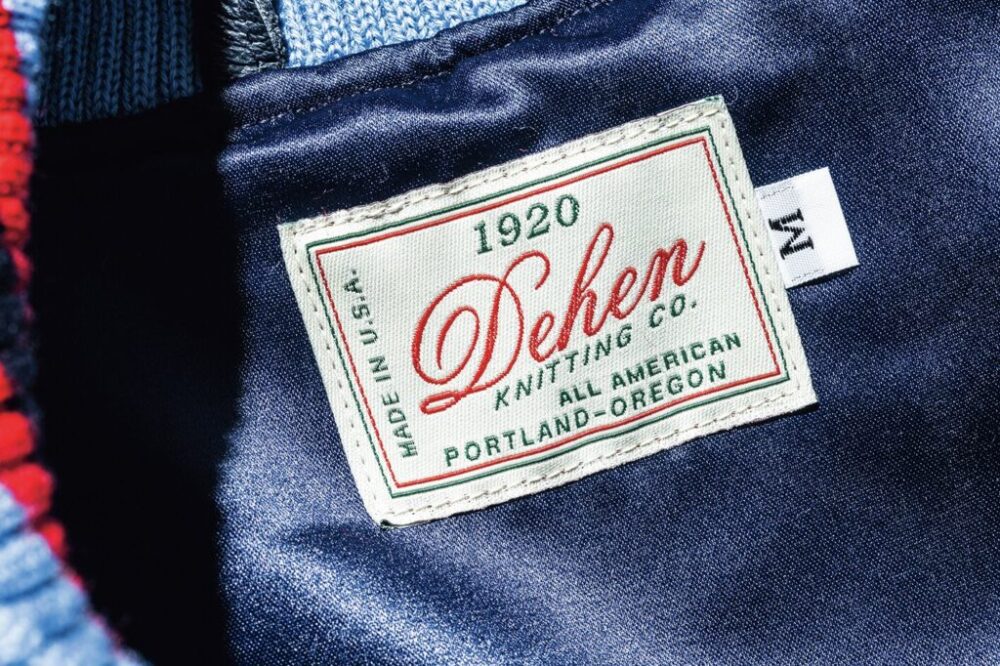 1920
Dehen
KNITTING CO.
ALL AMERICAN
PORTLAND-OREGON
MADE IN U.S.A.
M